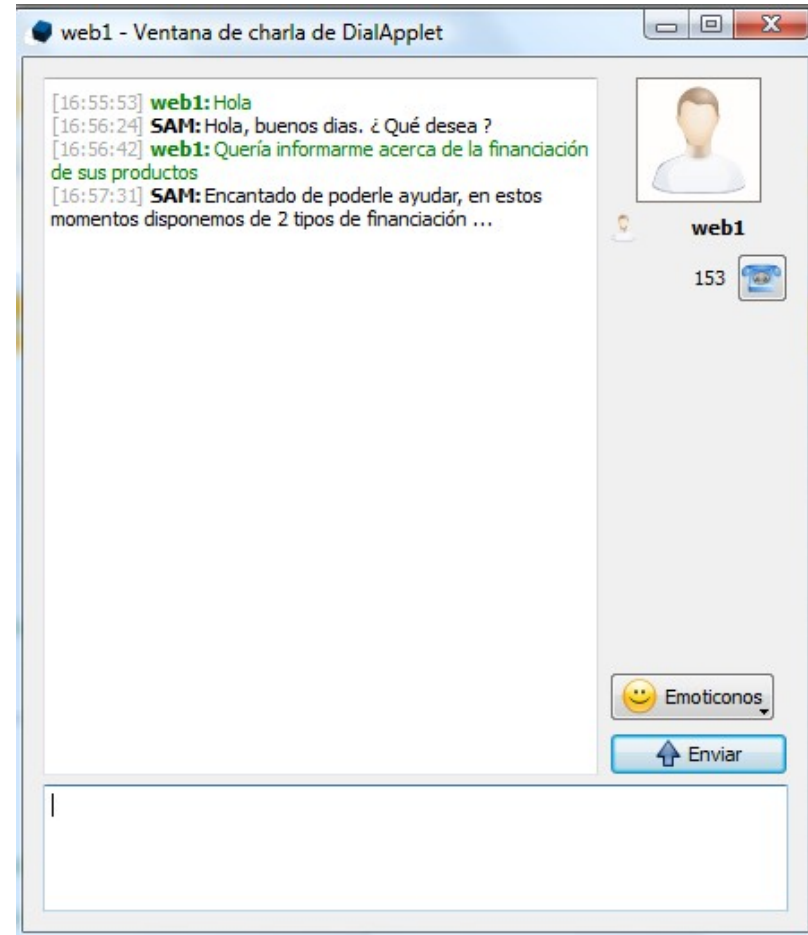 web1 - Ventana de charla de DialApplet
[16:55:53] web1: Hola
[16:56:24] SAM: Hola, buenos dias. ¿ Qué desea ?
[16:56:42] web1: Quería informarme acerca de la financiación
de sus productos
[16:57:31] SAM: Encantado de poderle ayudar, en estos
momentos disponemos de 2 tipos de financiación ...
web1
153
Emoticonos
Enviar